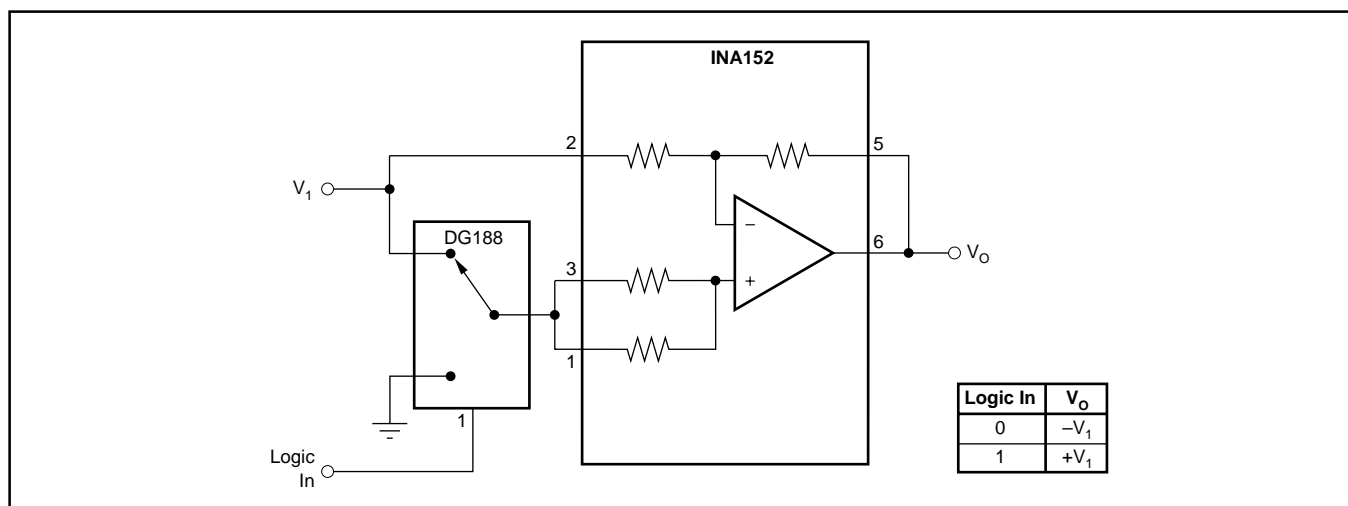 INA152
2
5
V1
DG188
−
6
VO
3
+
1
1
Logic In
Logic In VO
0 –V1
1 +V1